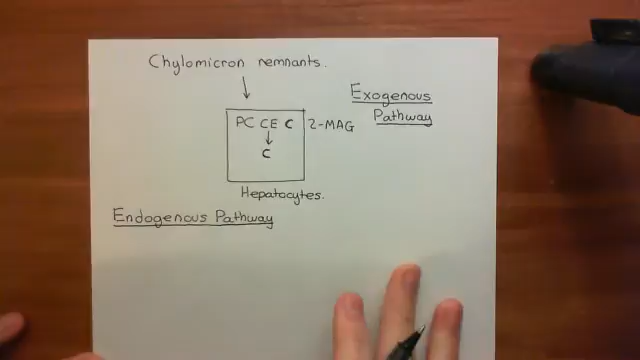 Chylomicron remnants.
Exogenous
Pathway
PC CE C 2-MAG
C
Hepatocytes.
Endogenous Pathway